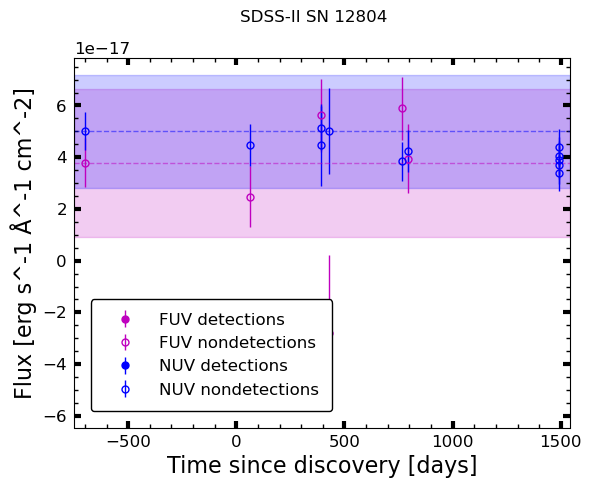 SDSS-II SN 12804
1e−17
Flux [erg s^-1 Å^-1 cm^-2]
6
4
2
0
−2
−4
−6
FUV detections
FUV nondetections
NUV detections
NUV nondetections
−500 0 500 1000 1500
Time since discovery [days]